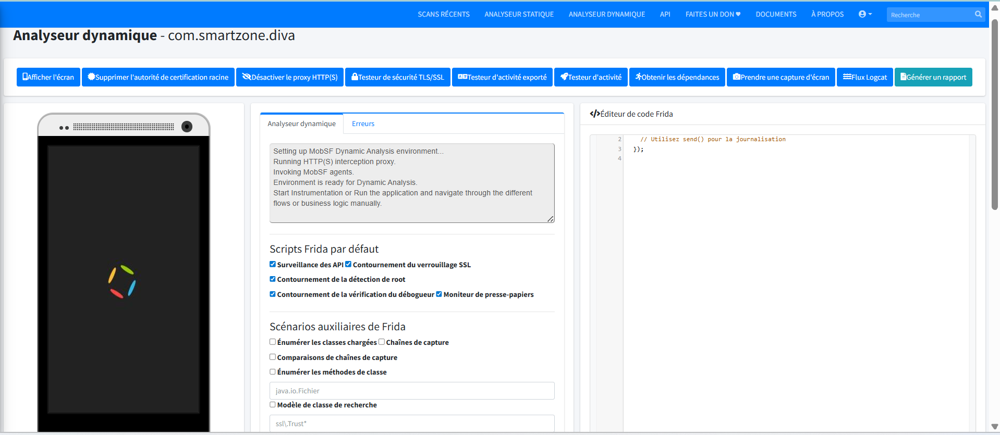 SCANS RÉCENTS ANALYSEUR STATIQUE ANALYSEUR DYNAMIQUE API FAITES UN DON♥ DOCUMENTS À PROPOS Recherche
Analyseur dynamique - com.smartzone.diva
Afficher l'écran Supprimer l'autorité de certification racine Désactiver le proxy HTTP(S) Testeur de sécurité TLS/SSL Testeur d'activité exporté Testeur d'activité Obtenir les dépendances Prendre une capture d'écran Flux Logcat Générer un rapport
Analyseur dynamique Erreurs
Setting up MobSF Dynamic Analysis environment...
Running HTTP(S) interception proxy.
Invoking MobSF agents.
Environment is ready for Dynamic Analysis.
Start Instrumentation or Run the application and navigate through the different
flows or business logic manually.
Scripts Frida par défaut
Surveillance des API Contournement du verrouillage SSL
Contournement de la détection de root
Contournement de la vérification du débogueur Moniteur de presse-papiers
Scénarios auxiliaires de Frida
Énumérer les classes chargées Chaînes de capture
Comparaisons de chaînes de capture
Énumérer les méthodes de classe
java.io.Fichier
Modèle de classe de recherche
ssl\.Trust*
</>Éditeur de code Frida
2 // Utilisez send() pour la journalisation
3 });
4